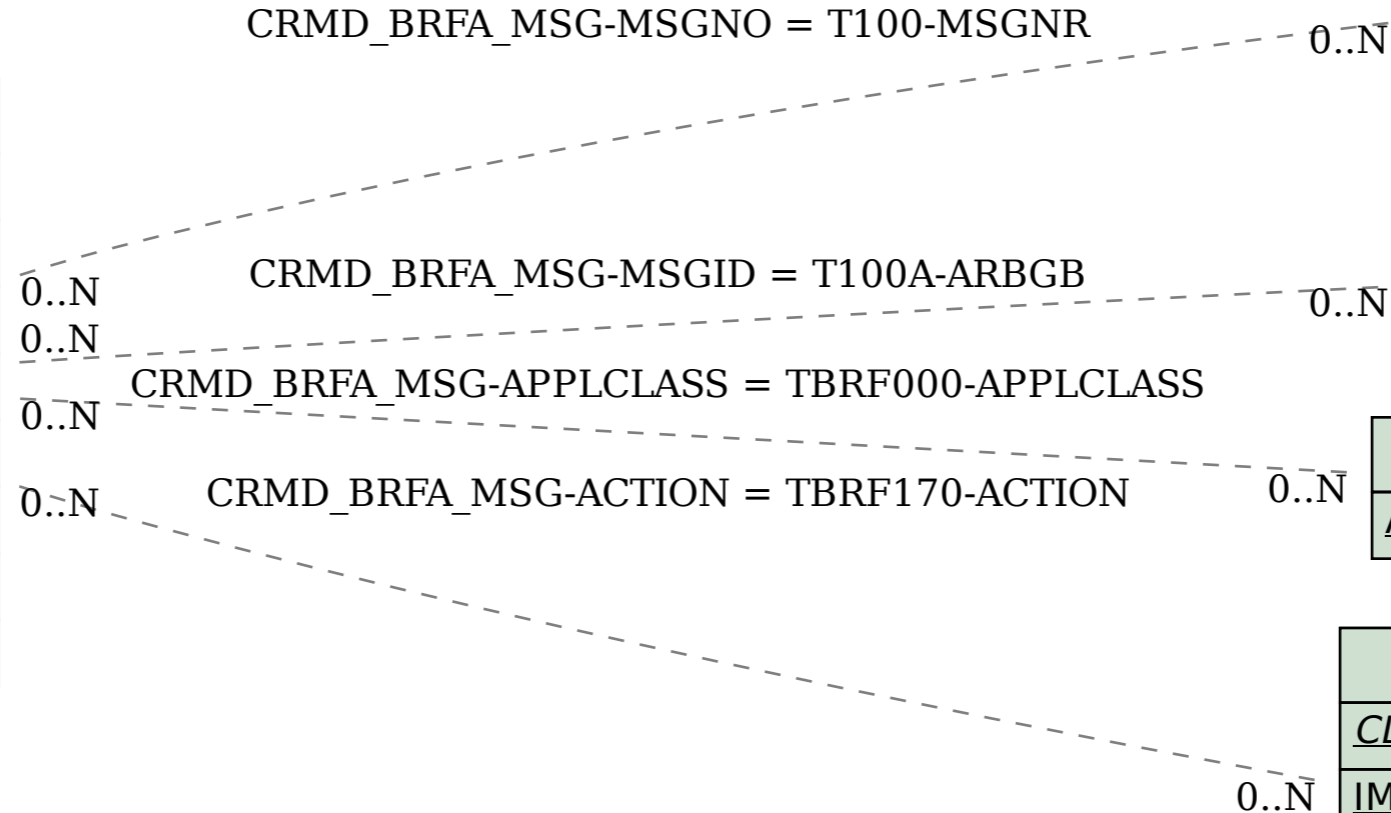 CRMD_BRFA_MSG-MSGNO = T100-MSGNR
0..N
0..N
CRMD_BRFA_MSG-MSGID = T100A-ARBGB
0..N
0..N
CRMD_BRFA_MSG-APPLCLASS = TBRF000-APPLCLASS
0..N
0..N
CRMD_BRFA_MSG-ACTION = TBRF170-ACTION
0..N
0..N